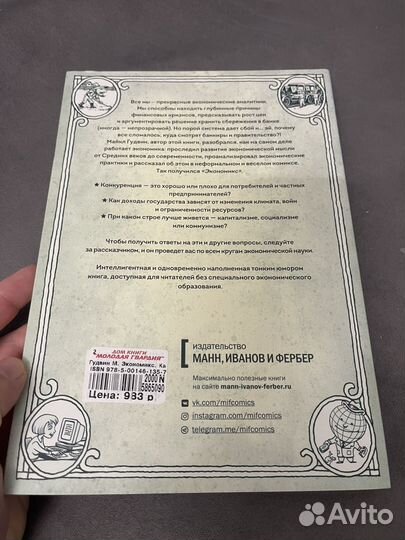 Все мы – прекрасные экономические аналитики.
Мы способны находить глубинные причины
финансовых кризисов, предсказывать рост цен
и аргументировать решение хранить сбережения в банке
(иногда — непрозрачной). Но порой система дает сбой и… эй, почему
все сломалось, куда смотрят банкиры и правительство?!
Майкл Гудвин, автор этой книги, разобрался, как на самом деле
работает экономика: проследил развитие экономической мысли
от Средних веков до современности, проанализировал экономические
практики и рассказал об этом в неформальном и веселом комиксе.
Так получился «Экономикс».
★ Конкуренция — это хорошо или плохо для потребителей и частных
предпринимателей?
★ Как доходы государства зависят от изменения климата, войн
и ограниченности ресурсов?
★ При каком строе лучше живется — капитализме, социализме
или коммунизме?
Чтобы получить ответы на эти и другие вопросы, следуйте
за рассказчиком, и он проведет вас по всем кругам экономической науки.
Интеллигентная и одновременно наполненная тонким юмором
книга, доступная для читателей без специального экономического
образования.
издательство
МАНН, ИВАНОВ И ФЕРБЕР
Максимально полезные книги
на сайте mann-ivanov-ferber.ru
vk.com/mifcomics
instagram.com/mifcomics
telegram.me/mifcomics
ДОМ КНИГИ
"МОЛОДАЯ ГВАРДИЯ"
Гудвин М. Экономикс. Ка
ISBN 978-5-00146-135-7
2000 N
5865090
Цена: 983 р
Avito